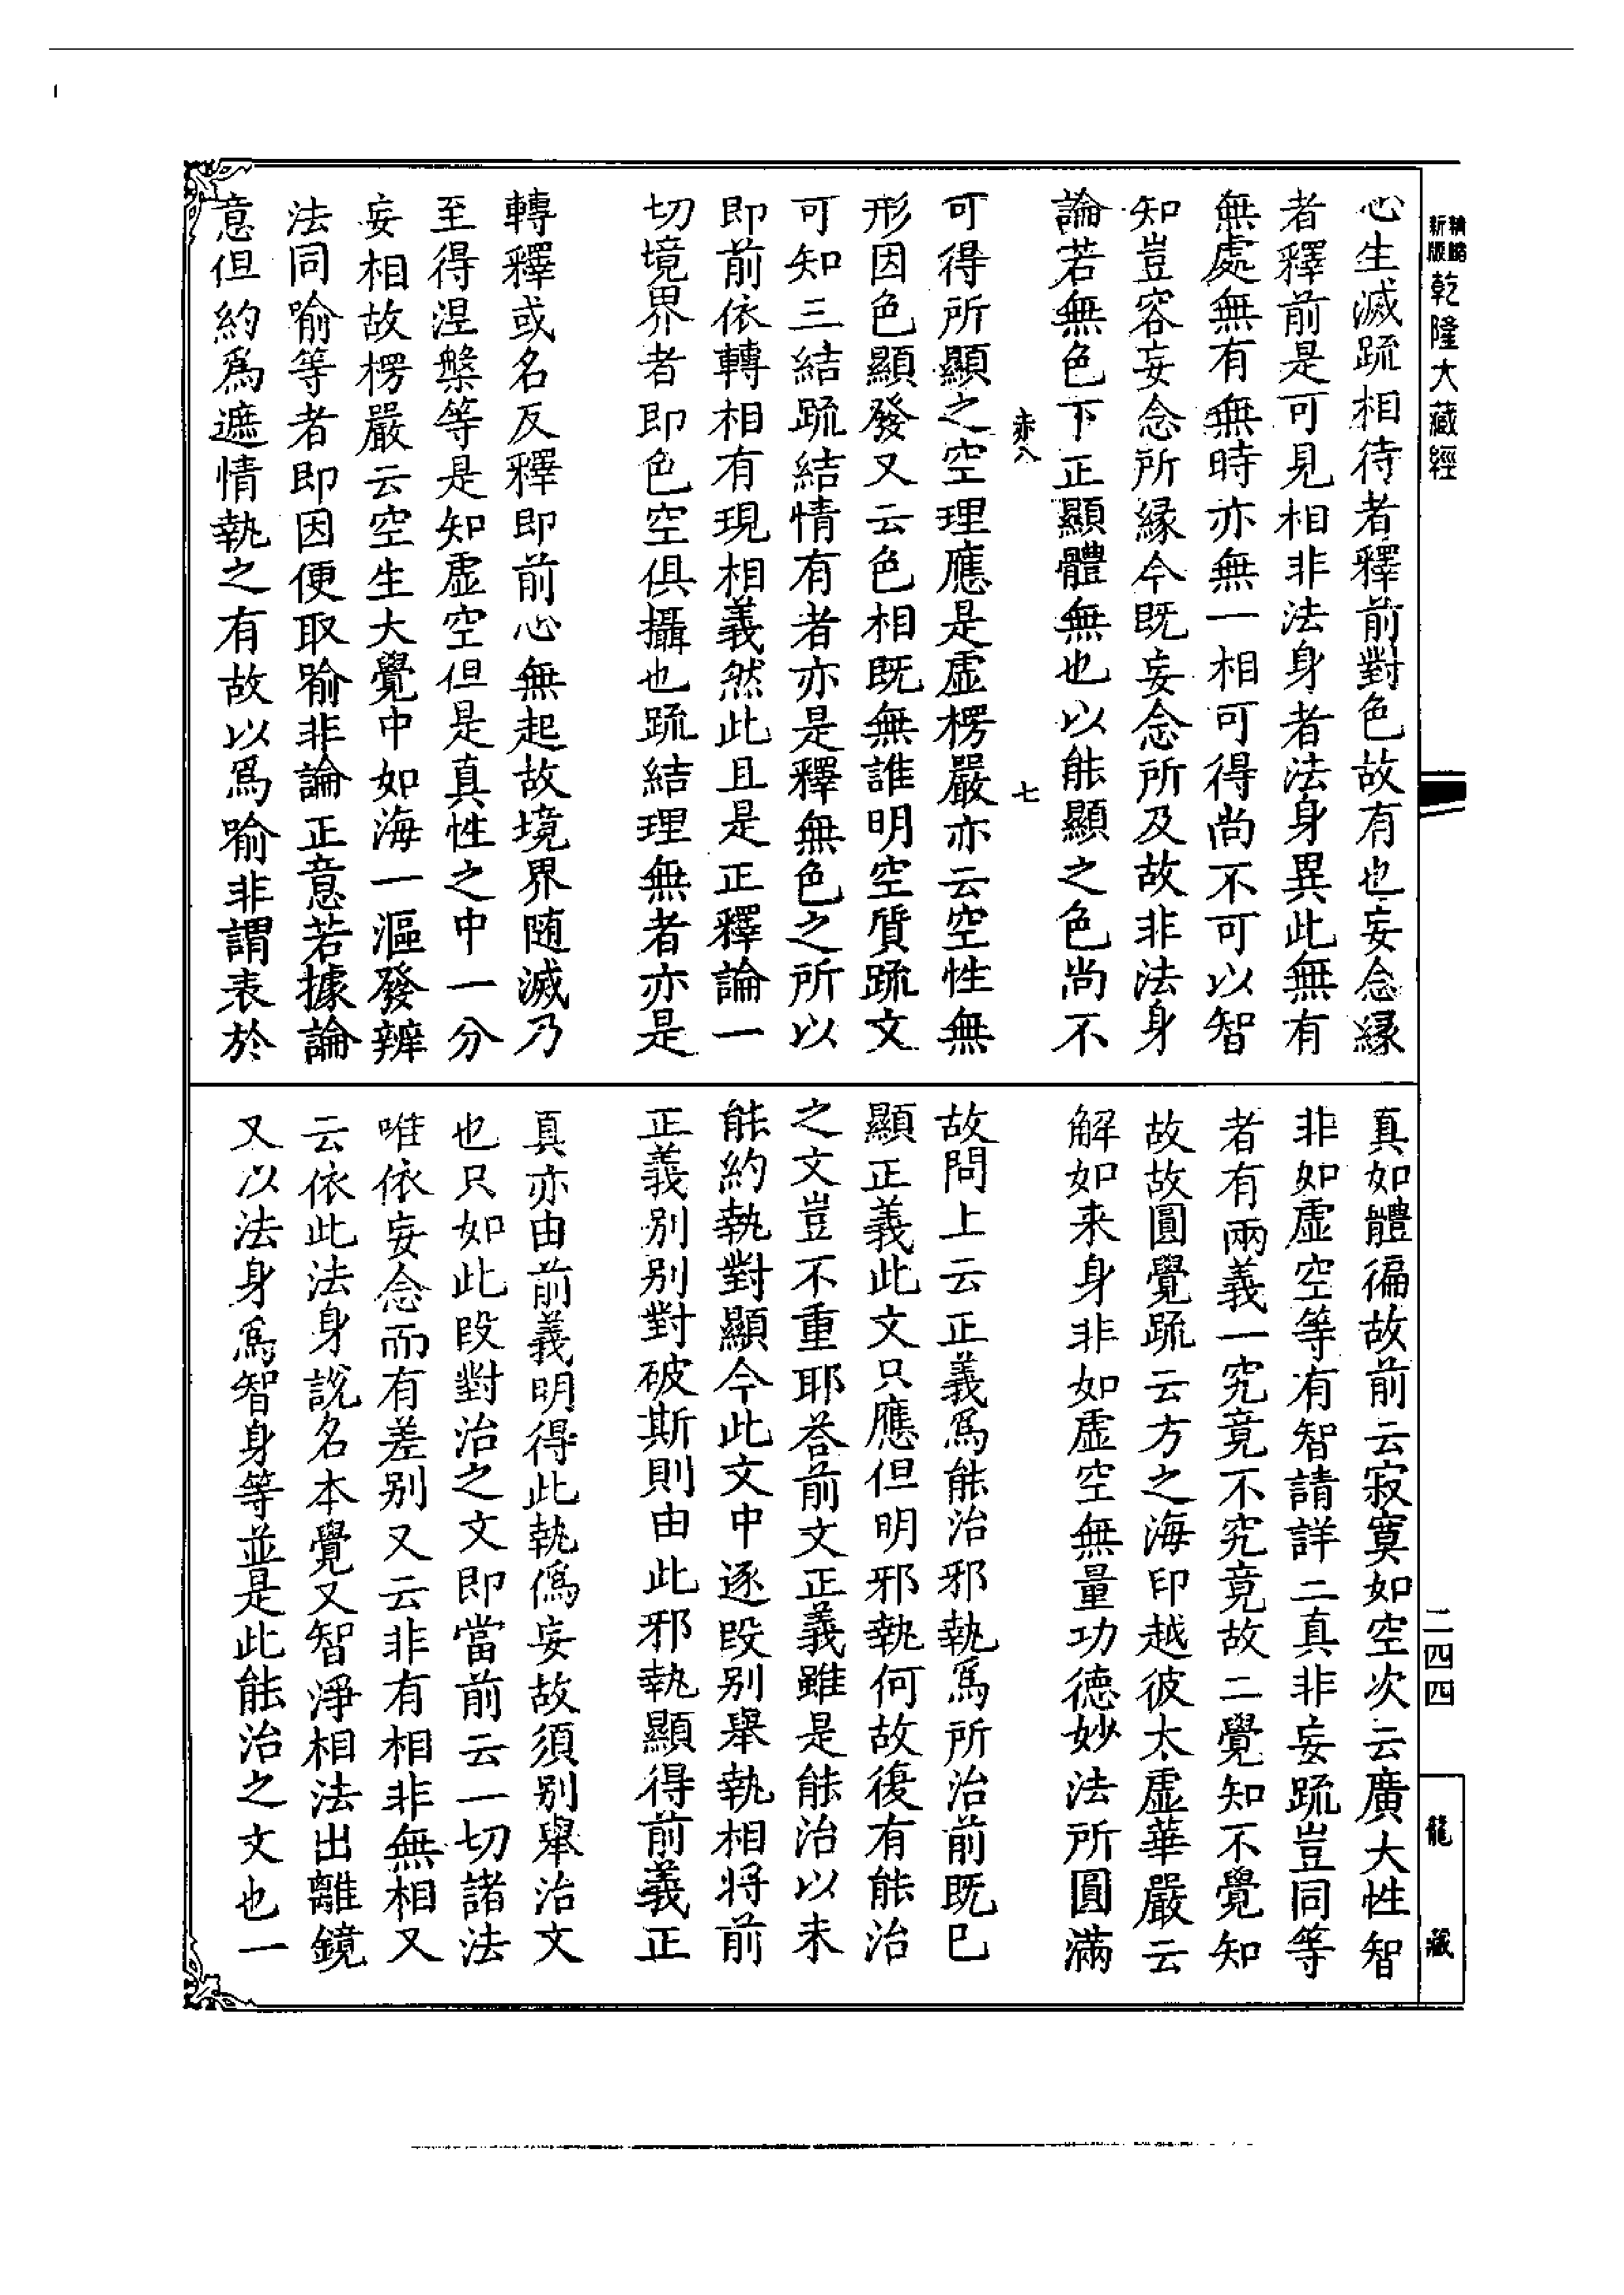 精縮
新版
乾隆大藏經
二四四
龍藏
心生滅疏相待者釋前對色故有也妄念緣
者釋前是可見相非法身者法身異此無有
無處無有無時亦無一相可得尚不可以智
知豈容妄念所緣今既妄念所及故非法身
論若無色下正顯體無也以能顯之色尚不
赤八
七
可得所顯之空理應是虛楞嚴亦云空性無
形因色顯發又云色相既無誰明空質疏文
可知三結疏結情有者亦是釋無色之所以
即前依轉相有現相義然此且是正釋論一
切境界者即色空俱攝也疏結理無者亦是
轉釋或名反釋即前心無起故境界随滅乃
至得涅槃等是知虛空但是真性之中一分
妄相故楞嚴云空生大覺中如海一漚發辨
法同喻等者即因便取喻非論正意若據論
意但約爲遮情執之有故以爲喻非謂表於
真如體徧故前云寂寞如空次云廣大性智
非如虛空等有智請詳二真非妄疏豈同等
者有兩義一究竟不究竟故二覺知不覺知
故故圓覺疏云方之海印越彼太虛華嚴云
解如来身非如虛空無量功德妙法所圓滿
故問上云正義爲能治邪執爲所治前既已
顯正義此文只應但明邪執何故復有能治
之文豈不重耶荅前文正義雖是能治以未
能約執對顯今此文中逐段别舉執相将前
正義别别對破斯則由此邪執顯得前義正
真亦由前義明得此執僞妄故須别舉治文
也只如此段對治之文即當前云一切諸法
唯依妄念而有差别又云非有相非無相又
云依此法身說名本覺又智淨相法出離鏡
又以法身爲智身等並是此能治之文也一